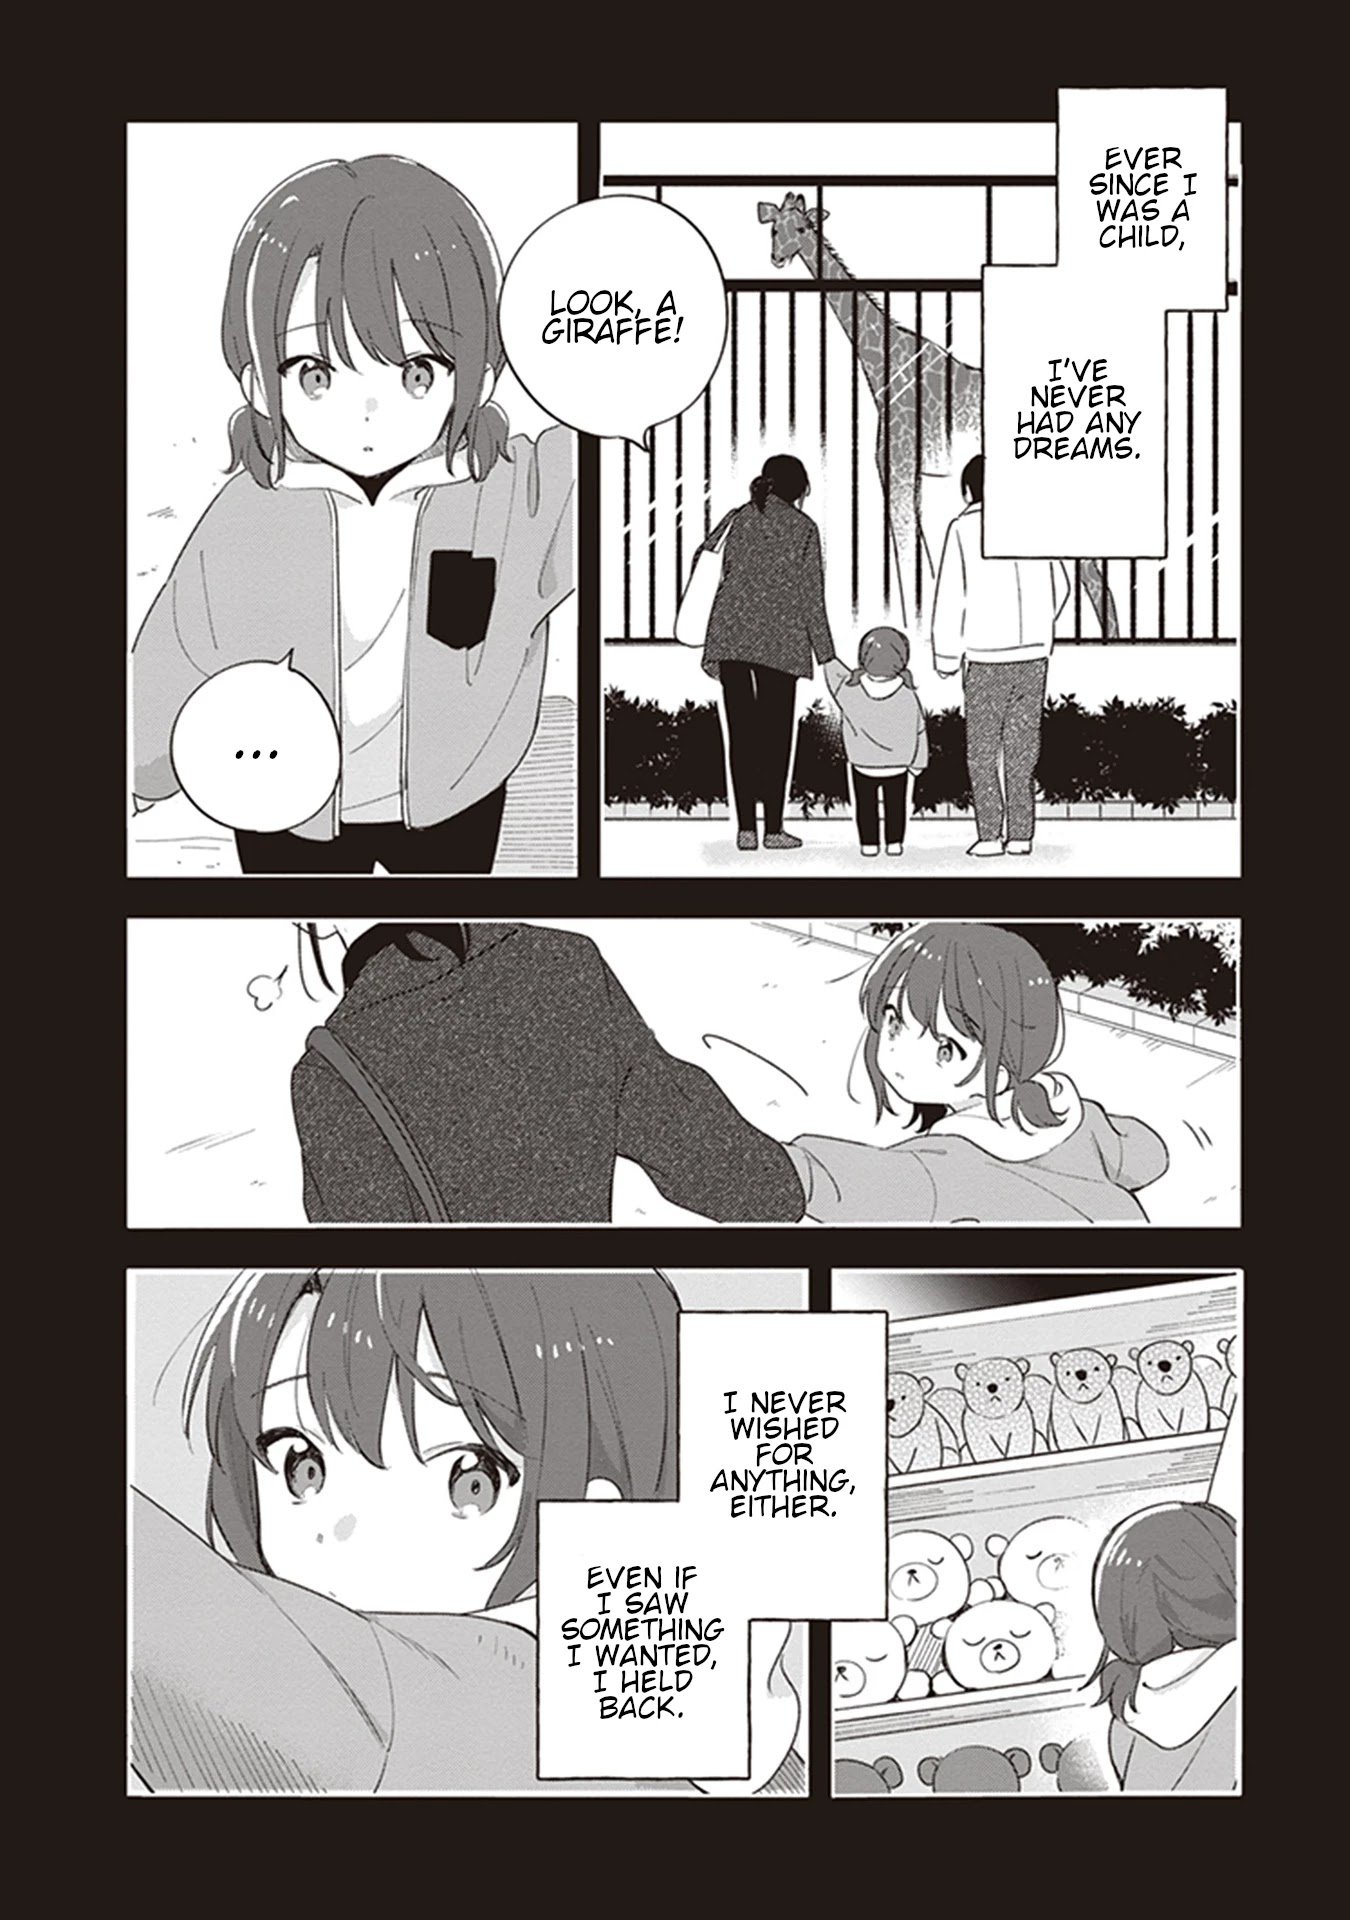 EVER
SINCE I
WAS A
CHILD,
I'VE
NEVER
HAD ANY
DREAMS.
LOOK, A
GIRAFFE!
...
I NEVER
WISHED
FOR
ANYTHING,
EITHER.
EVEN IF
I SAW
SOMETHING
I WANTED,
I HELD
BACK.